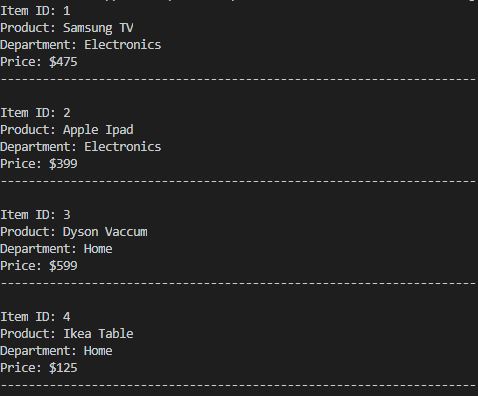 Item ID: 1
Product: Samsung TV
Department: Electronics
Price: $475
--------------------------------------------------------------------
Item ID: 2
Product: Apple Ipad
Department: Electronics
Price: $399
--------------------------------------------------------------------
Item ID: 3
Product: Dyson Vaccum
Department: Home
Price: $599
--------------------------------------------------------------------
Item ID: 4
Product: Ikea Table
Department: Home
Price: $125
--------------------------------------------------------------------